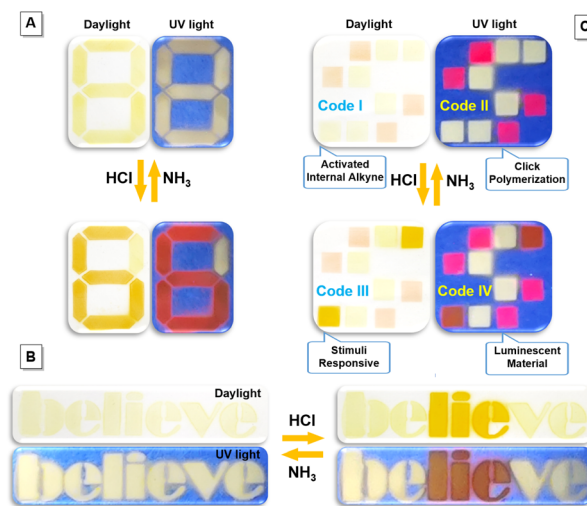 A
Daylight
UV light
HCl
NH3
Daylight
UV light
C
Code I
Code II
Activated
Internal Alkyne
Click
Polymerization
HCl
NH3
Code III
Code IV
Stimuli
Responsive
Luminescent
Material
B
believe
Daylight
believe
UV light
HCl
NH3
believe
believe